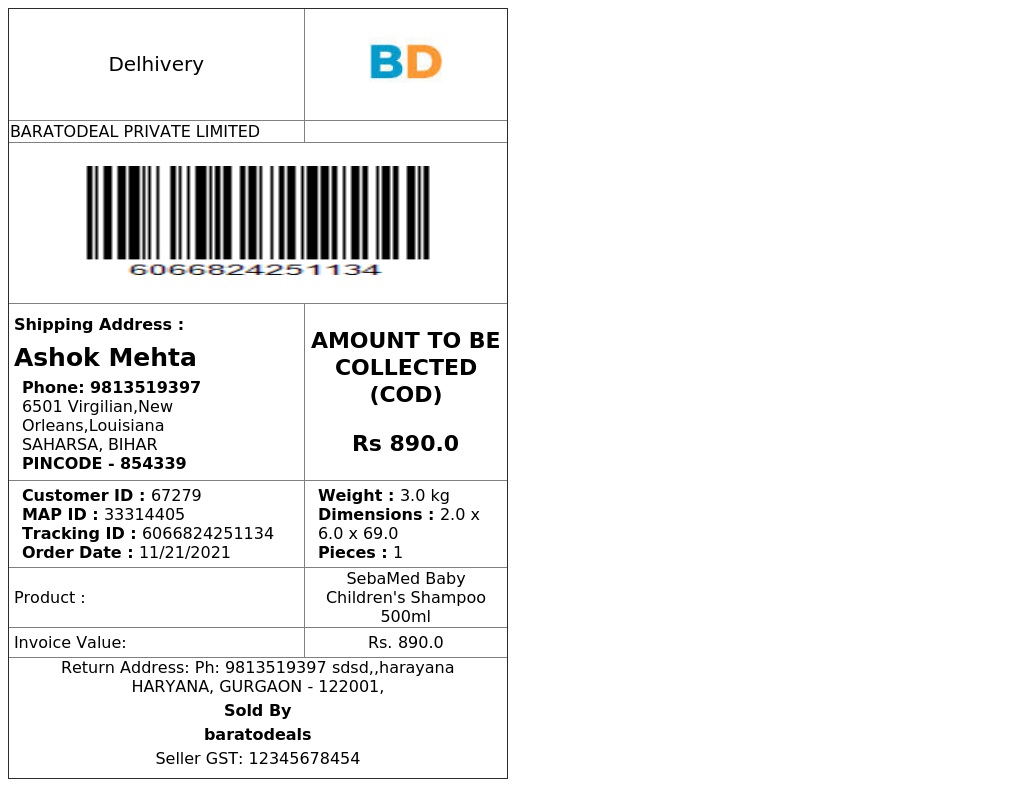 Delhivery
BD
BARATODEAL PRIVATE LIMITED
6066824251134
Shipping Address :
Ashok Mehta
Phone: 9813519397
6501 Virgilian,New
Orleans,Louisiana
SAHARSA, BIHAR
PINCODE - 854339
AMOUNT TO BE
COLLECTED
(COD)
Rs 890.0
Customer ID : 67279
MAP ID : 33314405
Tracking ID : 6066824251134
Order Date : 11/21/2021
Weight : 3.0 kg
Dimensions : 2.0 x
6.0 x 69.0
Pieces : 1
Product :
SebaMed Baby
Children's Shampoo
500ml
Invoice Value:
Rs. 890.0
Return Address: Ph: 9813519397 sdsd,,harayana
HARYANA, GURGAON - 122001,
Sold By
baratodeals
Seller GST: 12345678454